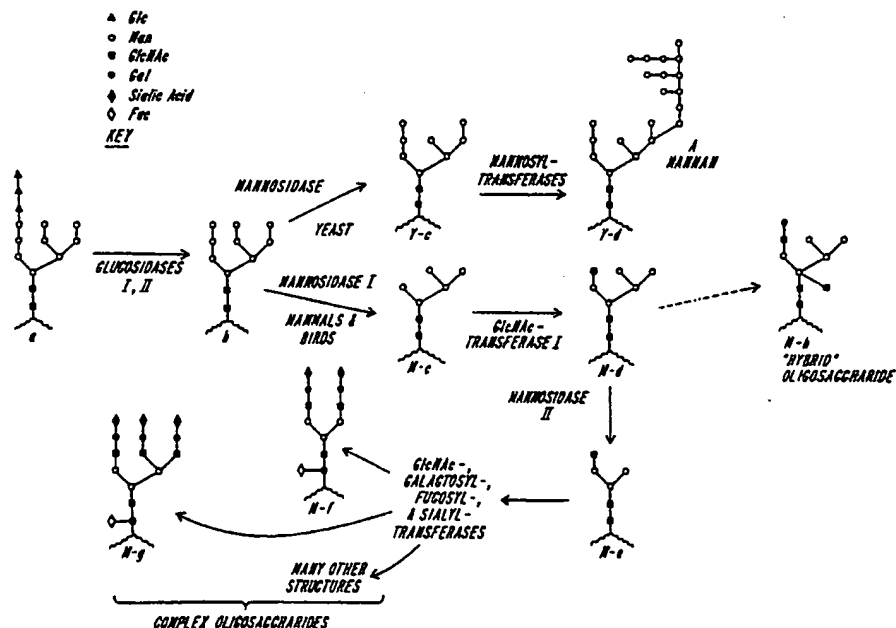 Glc
Man
GlcNAc
Gal
Sialic Acid
Fuc
KEY
MANNOSIDASE
YEAST
MANNOSYL-
TRANSFERASES
A
MANNAN
Y-c
Y-d
GLUCOSIDASES
I, II
a
b
MANNOSIDASE I
MAMMALS &
BIRDS
M-c
GlcNAc-
TRANSFERASE I
M-d
M-h
"HYBRID"
OLIGOSACCHARIDE
MANNOSIDASE
II
M-e
GlcNAc-,
GALACTOSYL-,
FUCOSYL-,
& SIALYL-
TRANSFERASES
M-f
M-g
MANY OTHER
STRUCTURES
COMPLEX OLIGOSACCHARIDES